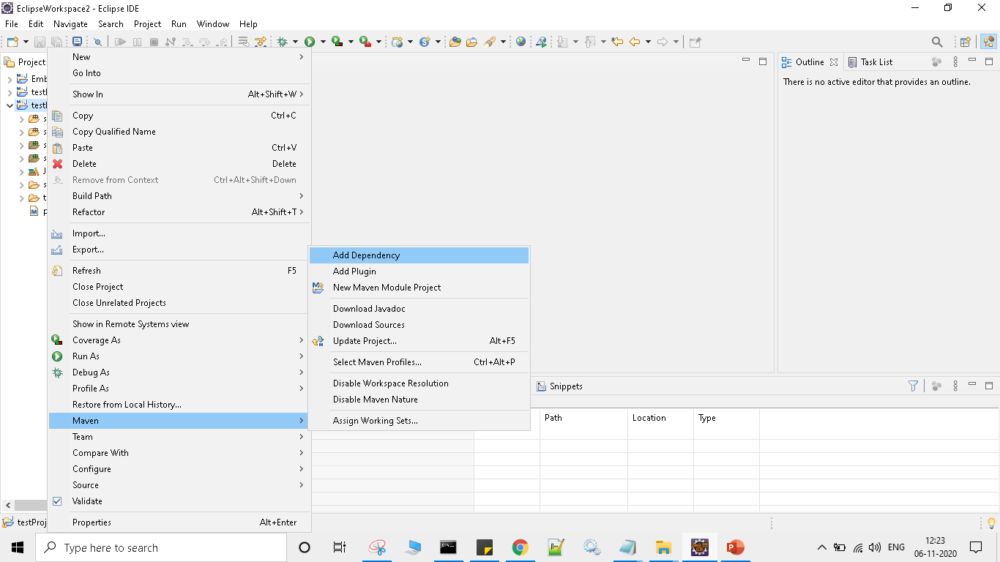 EclipseWorkspace2 - Eclipse IDE
File Edit Navigate Search Project Run Window Help
Project
Outline
Task List
There is no active editor that provides an outline.
New
Go Into
Show In Alt+Shift+W
Copy Ctrl+C
Copy Qualified Name
Paste Ctrl+V
Delete Delete
Remove from Context Ctrl+Alt+Shift+Down
Build Path
Refactor Alt+Shift+T
Import...
Export...
Refresh F5
Close Project
Close Unrelated Projects
Show in Remote Systems view
Coverage As
Run As
Debug As
Profile As
Restore from Local History...
Maven
Team
Compare With
Configure
Source
Validate
Properties Alt+Enter
Add Dependency
Add Plugin
New Maven Module Project
Download Javadoc
Download Sources
Update Project... Alt+F5
Select Maven Profiles... Ctrl+Alt+P
Disable Workspace Resolution
Disable Maven Nature
Assign Working Sets...
Snippets
Path Location Type
testProj
Type here to search
ENG
12:23
06-11-2020